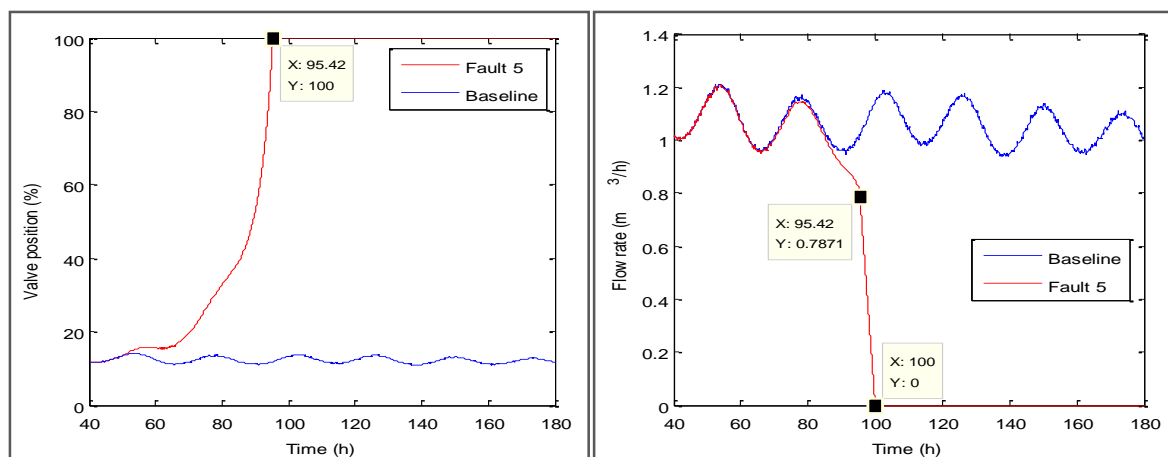 100
80
60
40
20
0
Valve position (%)
40 60 80 100 120 140 160 180
Time (h)
X: 95.42
Y: 100
Fault 5
Baseline
1.4
1.2
1
0.8
0.6
0.4
0.2
0
Flow rate (m³/h)
40 60 80 100 120 140 160 180
Time (h)
X: 95.42
Y: 0.7871
Baseline
Fault 5
X: 100
Y: 0